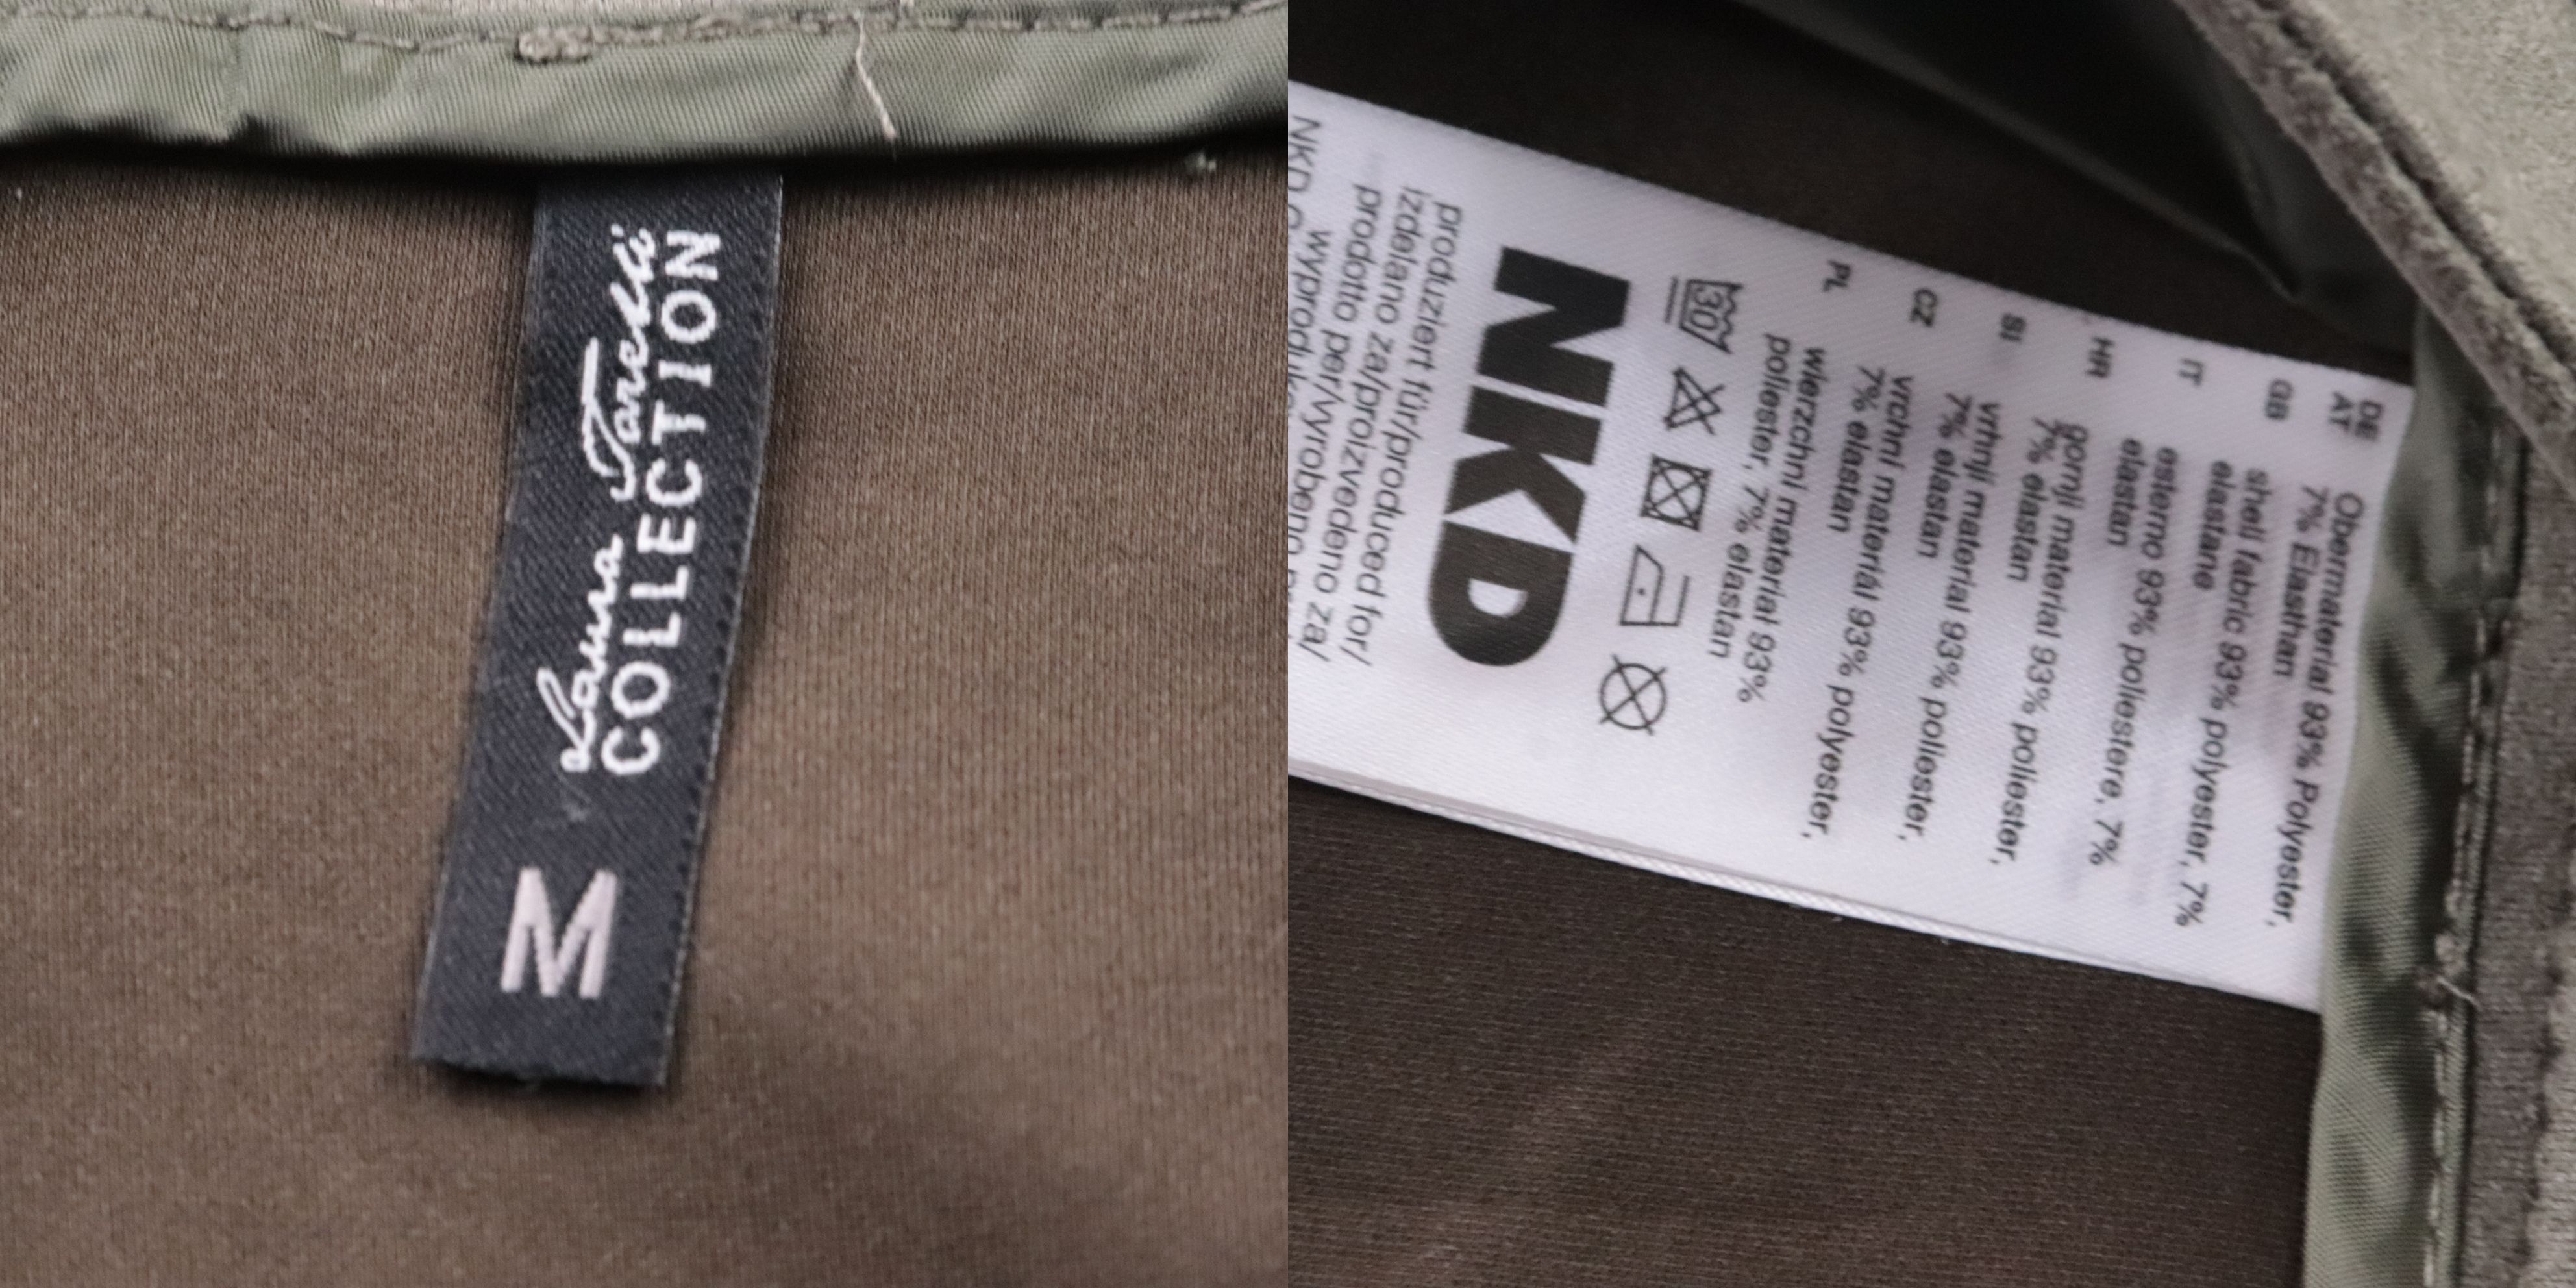 Laura Torelli
COLLECTION
M
DE
AT
Obermaterial 93% Polyester,
7% Elasthan
GB
shell fabric 93% polyester, 7%
elastane
IT
esterno 93% poliestere, 7%
elastan
HR
gornji material 93% poliester,
7% elastan
SI
vrhnji material 93% poliester,
7% elastan
CZ
vrchní materiál 93% polyester,
7% elastan
PL
wierzchni material 93%
poliester, 7% elastan
30
NKD
produziert für/produced for/
izdelano za/proizvedeno za/
prodotto per/vyrobeno
NKD